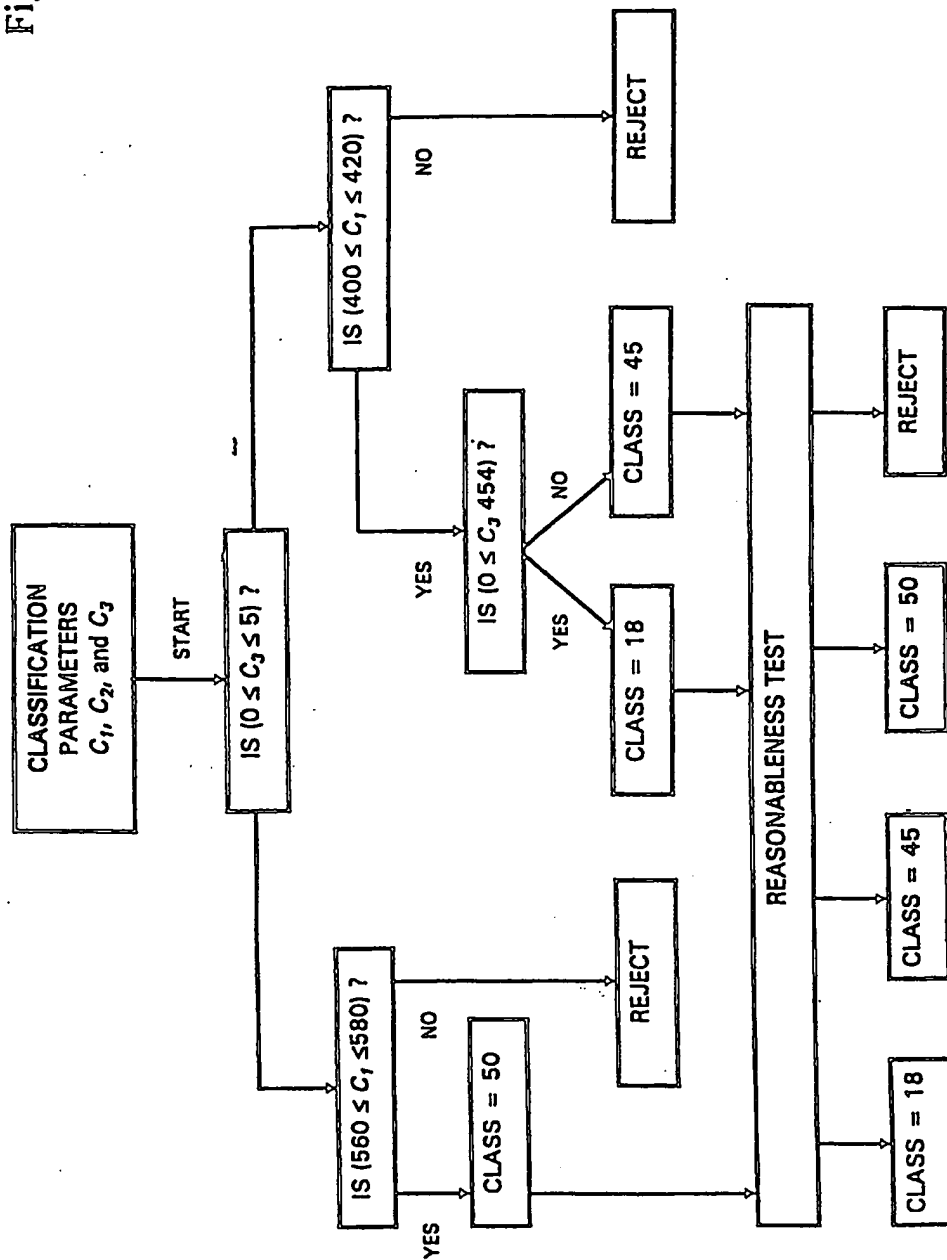 Fi
CLASSIFICATION
PARAMETERS
C₁, C₂, and C₃
START
IS (0 ≤ C₃ ≤ 5) ?
IS (560 ≤ C₁ ≤580) ?
IS (400 ≤ C₁ ≤ 420) ?
YES
NO
YES
NO
CLASS = 50
IS (0 ≤ C₃ 454) ?
REJECT
YES
NO
REJECT
CLASS = 18
CLASS = 45
REASONABLENESS TEST
CLASS = 18
CLASS = 45
CLASS = 50
REJECT